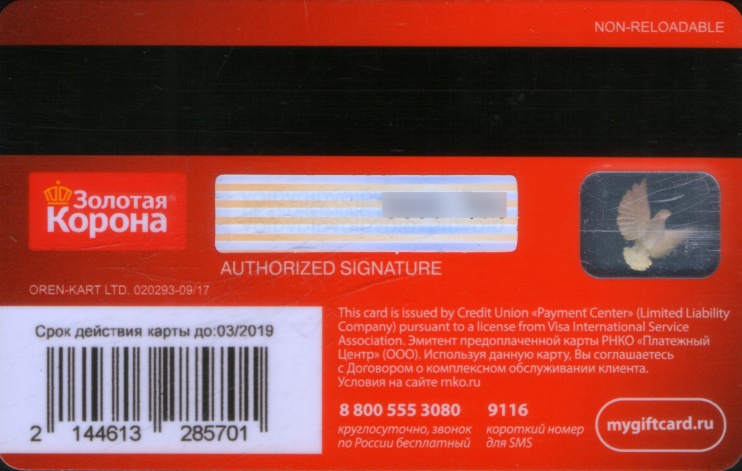 NON-RELOADABLE
Золотая®
Корона
AUTHORIZED SIGNATURE
OREN-KART LTD. 020293-09/17
Срок действия карты до:03/2019
2 144613 285701
This card is issued by Credit Union «Payment Center» (Limited Liability
Company) pursuant to a license from Visa International Service
Association. Эмитент предоплаченной карты РНКО «Платежный
Центр» (ООО). Используя данную карту, Вы соглашаетесь
с Договором о комплексном обслуживании клиента.
Условия на сайте rnko.ru
8 800 555 3080
круглосуточно, звонок
по России бесплатный
9116
короткий номер
для SMS
mygiftcard.ru